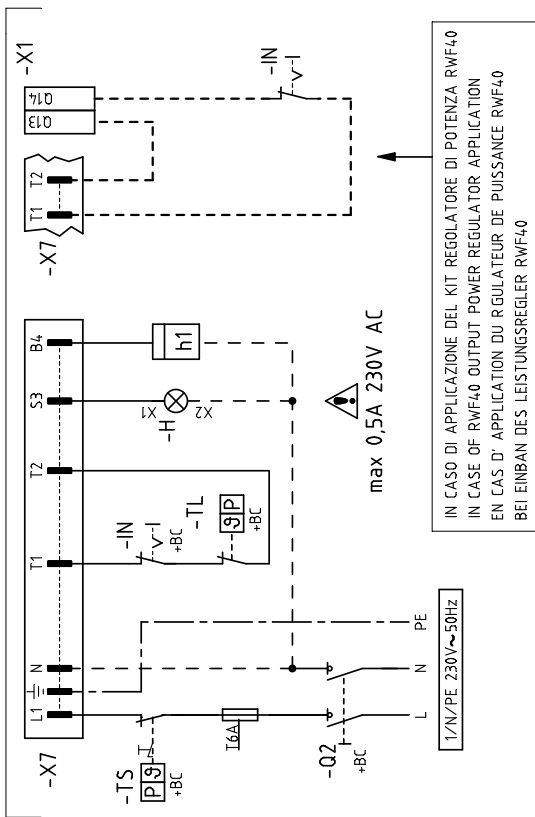 -X7
L1
N
T1
T2
S3
B4
-X7
T1
T2
Q13
Q14
-X1
-TS
P ϑ
+BC
T6A
-Q2
+BC
L
N
PE
1/N/PE 230V~50Hz
-IN
+BC
-TL
ϑ P
+BC
-H
X1
X2
h1
max 0,5A 230V AC
-IN
IN CASO DI APPLICAZIONE DEL KIT REGOLATORE DI POTENZA RWF40
IN CASE OF RWF40 OUTPUT POWER REGULATOR APPLICATION
EN CAS D' APPLICATION DU RGULATEUR DE PUISSANCE RWF40
BEI EINBAN DES LEISTUNGSREGLER RWF40